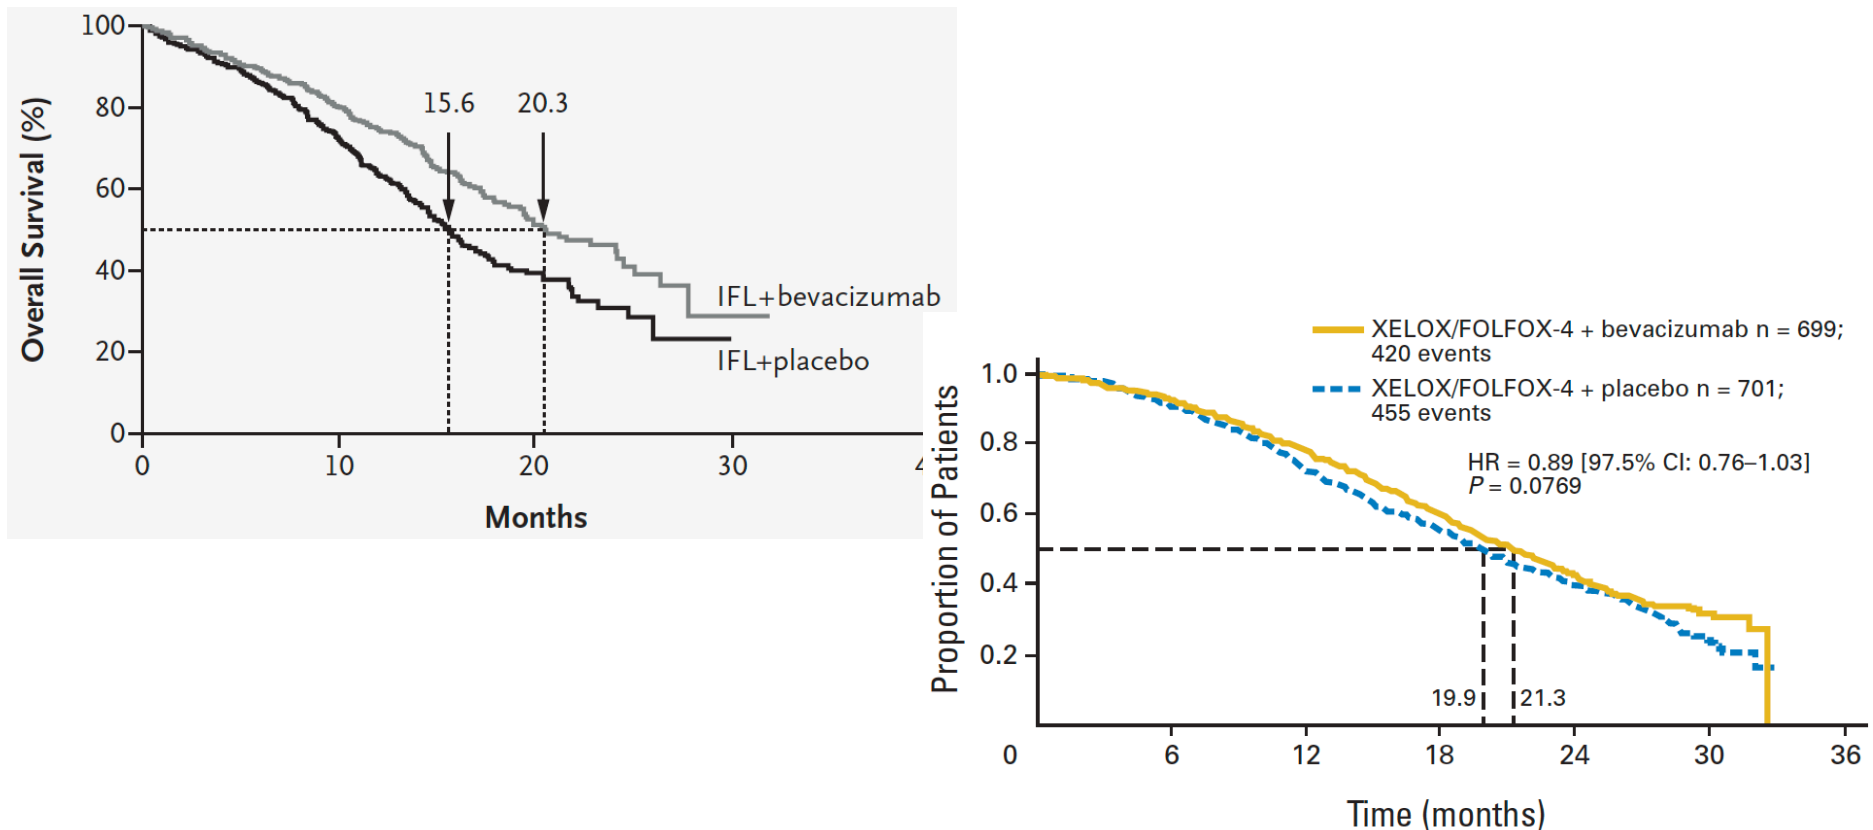 Overall Survival (%)
100
80
60
40
20
0
15.6
20.3
IFL+bevacizumab
IFL+placebo
0
10
20
30
Months
XELOX/FOLFOX-4 + bevacizumab n = 699;
420 events
XELOX/FOLFOX-4 + placebo n = 701;
455 events
HR = 0.89 [97.5% CI: 0.76–1.03]
P = 0.0769
Proportion of Patients
1.0
0.8
0.6
0.4
0.2
19.9
21.3
0
6
12
18
24
30
36
Time (months)